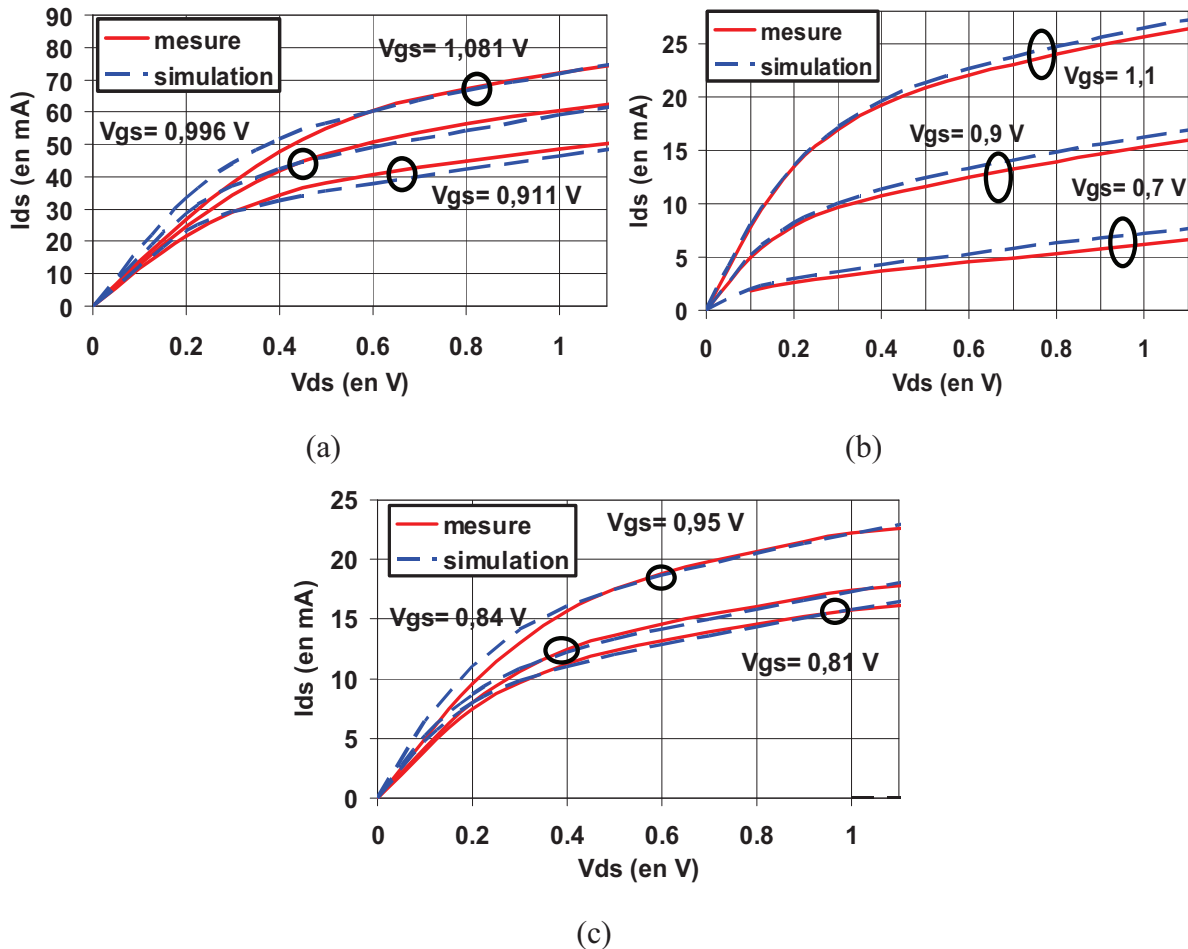 90
80
70
60
50
40
30
20
10
0
Ids (en mA)
mesure
simulation
Vgs= 1,081 V
Vgs= 0,996 V
Vgs= 0,911 V
0 0.2 0.4 0.6 0.8 1
Vds (en V)
(a)
25
20
15
10
5
0
Ids (en mA)
mesure
simulation
Vgs= 1,1
Vgs= 0,9 V
Vgs= 0,7 V
0 0.2 0.4 0.6 0.8 1
Vds (en V)
(b)
25
20
15
10
5
0
Ids (en mA)
mesure
simulation
Vgs= 0,95 V
Vgs= 0,84 V
Vgs= 0,81 V
0 0.2 0.4 0.6 0.8 1
Vds (en V)
(c)